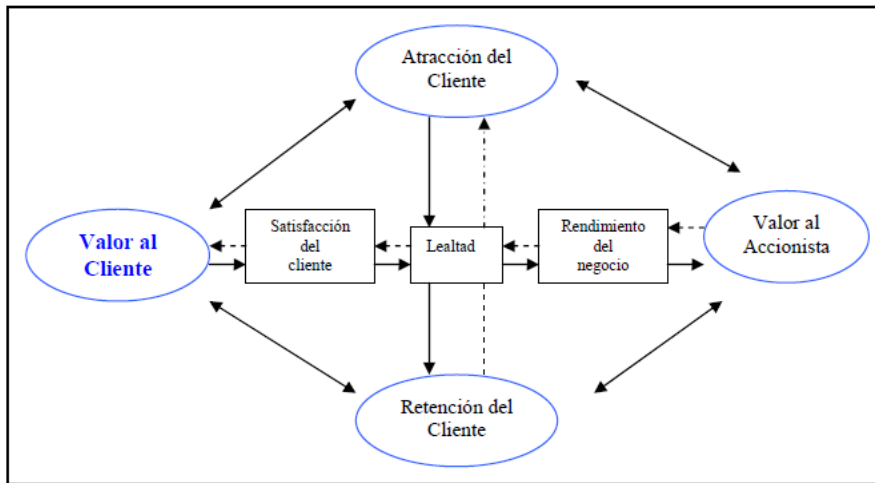 Atracción del
Cliente
Valor al
Cliente
Satisfacción
del
cliente
Lealtad
Rendimiento
del
negocio
Valor al
Accionista
Retención del
Cliente